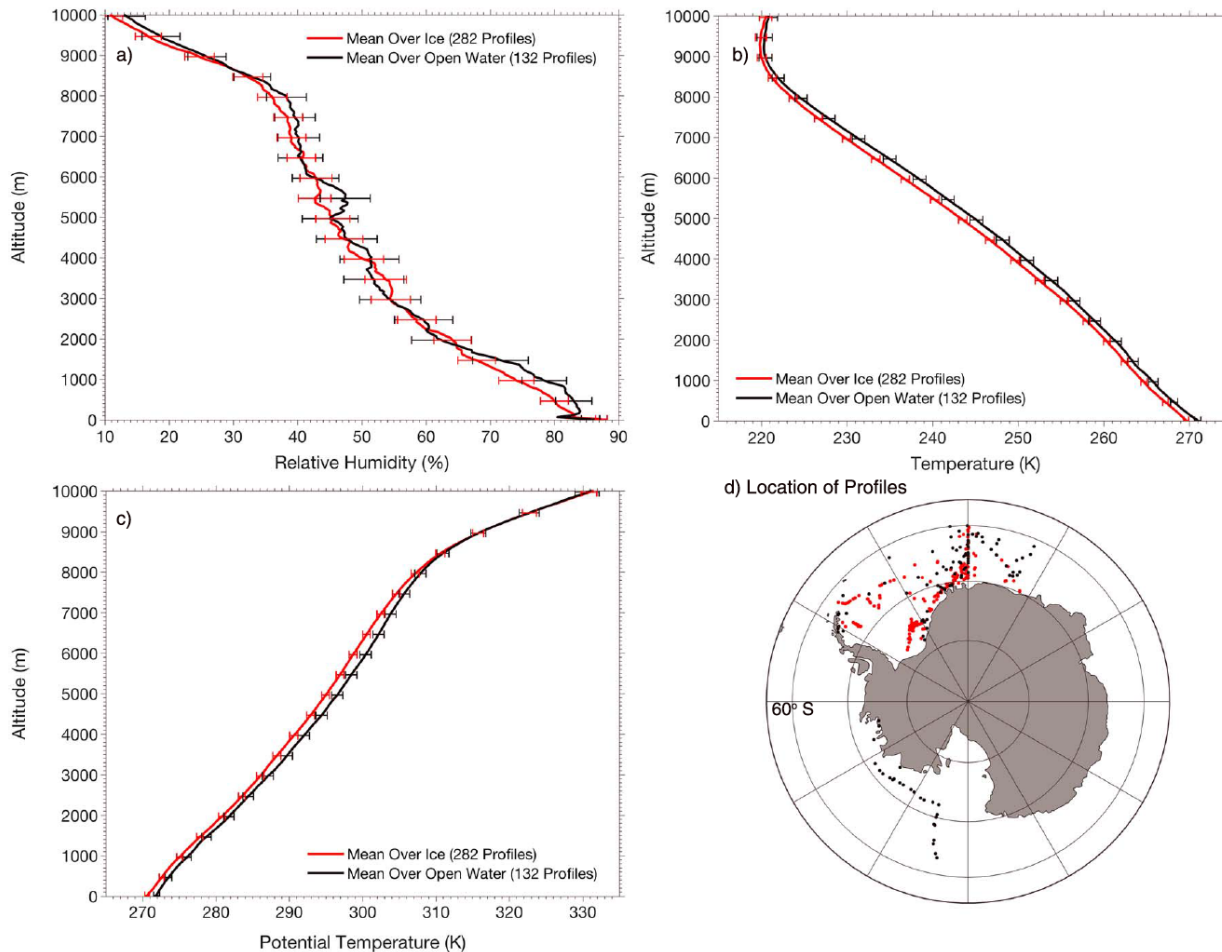 10000
9000
8000
7000
6000
5000
4000
3000
2000
1000
0
Altitude (m)
a)
Mean Over Ice (282 Profiles)
Mean Over Open Water (132 Profiles)
10 20 30 40 50 60 70 80 90
Relative Humidity (%)
10000
9000
8000
7000
6000
5000
4000
3000
2000
1000
0
Altitude (m)
b)
Mean Over Ice (282 Profiles)
Mean Over Open Water (132 Profiles)
220 230 240 250 260 270
Temperature (K)
10000
9000
8000
7000
6000
5000
4000
3000
2000
1000
0
Altitude (m)
c)
Mean Over Ice (282 Profiles)
Mean Over Open Water (132 Profiles)
270 280 290 300 310 320 330
Potential Temperature (K)
d) Location of Profiles
60º S